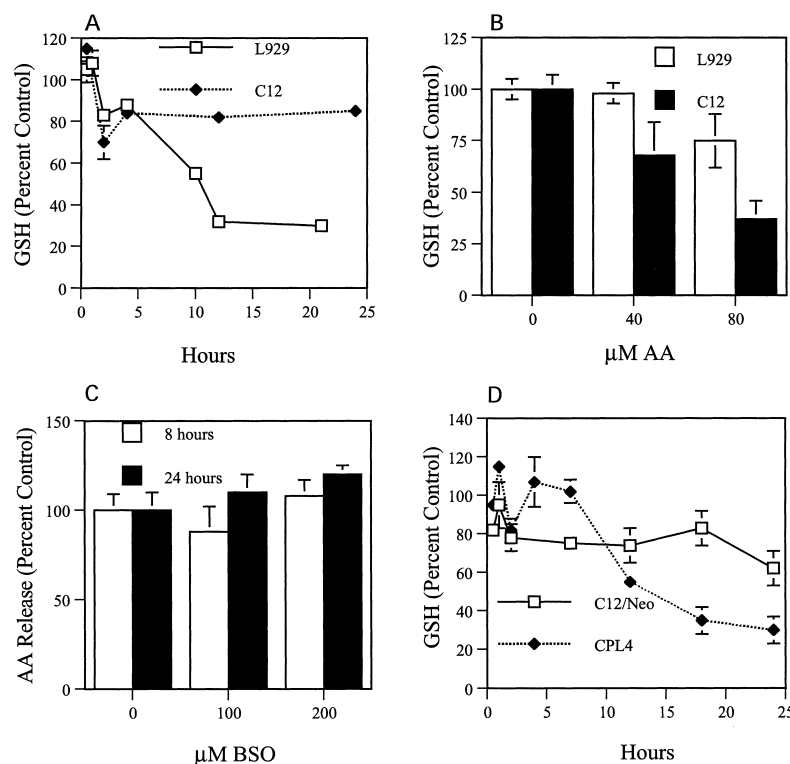 A
GSH (Percent Control)
120
100
80
60
40
20
0
L929
C12
0 5 10 15 20 25
Hours
B
GSH (Percent Control)
125
100
75
50
25
0
L929
C12
0 40 80
µM AA
C
AA Release (Percent Control)
150
100
50
0
8 hours
24 hours
0 100 200
µM BSO
D
GSH (Percent Control)
140
120
100
80
60
40
20
0
C12/Neo
CPL4
0 5 10 15 20 25
Hours